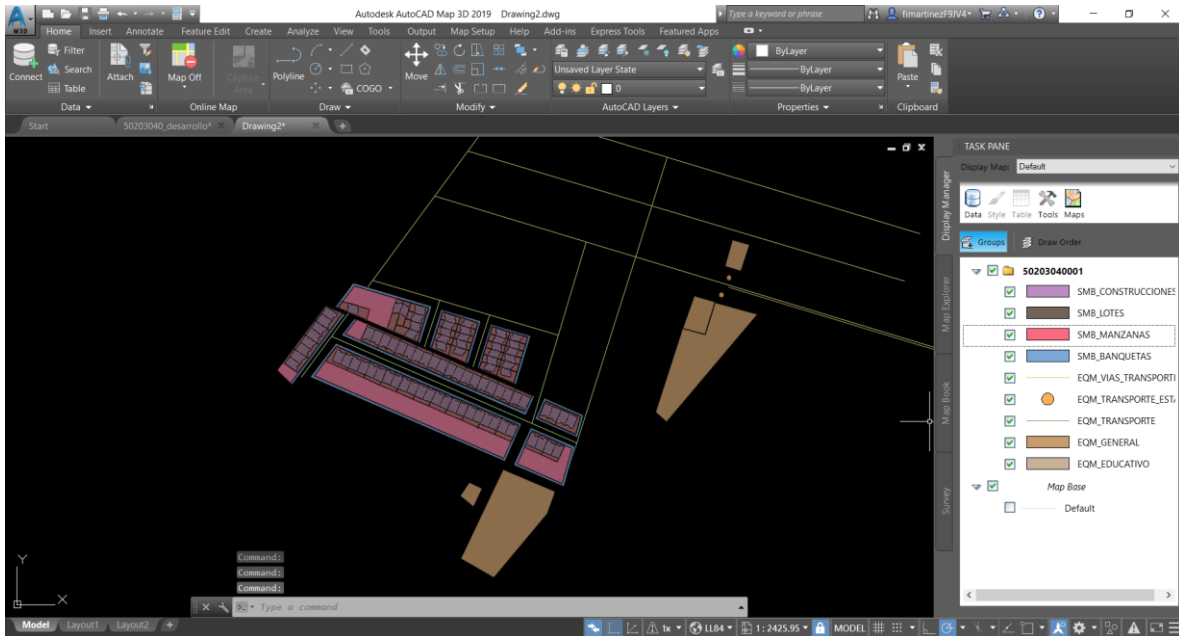 M3D
Autodesk AutoCAD Map 3D 2019 Drawing2.dwg
Type a keyword or phrase
fimartinezF9JV4
Home Insert Annotate Feature Edit Create Analyze View Tools Output Map Setup Help Add-ins Express Tools Featured Apps
Connect
Filter
Search
Table
Attach
Map Off
Capture Area
Polyline
COGO
Move
Unsaved Layer State
0
ByLayer
ByLayer
ByLayer
Paste
Data
Online Map
Draw
Modify
AutoCAD Layers
Properties
Clipboard
Start 50203040_desarrollo* Drawing2*
TASK PANE
Display Map: Default
Data Style Table Tools Maps
Groups Draw Order
50203040001
SMB_CONSTRUCCIONES
SMB_LOTES
SMB_MANZANAS
SMB_BANQUETAS
EQM_VIAS_TRANSPORTI
EQM_TRANSPORTE_EST
EQM_TRANSPORTE
EQM_GENERAL
EQM_EDUCATIVO
Map Base
Default
Display Manager
Map Explorer
Map Book
Survey
Y
X
Command:
Command:
Command:
Type a command
Model Layout1 Layout2 +
1x LL84 1 : 2425.95 MODEL